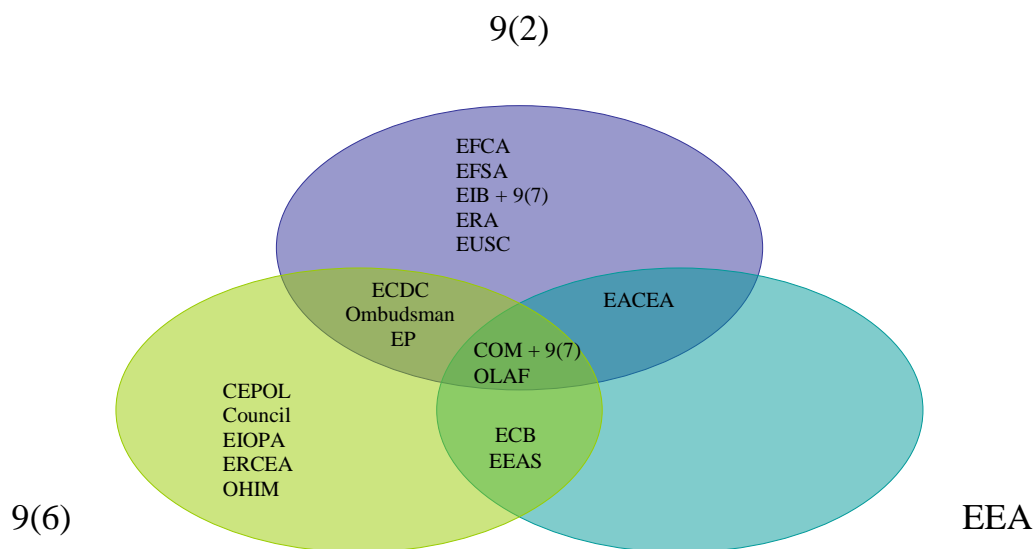 9(2)
EFCA
EFSA
EIB + 9(7)
ERA
EUSC
ECDC
Ombudsman
EP
EACEA
COM + 9(7)
OLAF
CEPOL
Council
EIOPA
ERCEA
OHIM
ECB
EEAS
9(6)
EEA